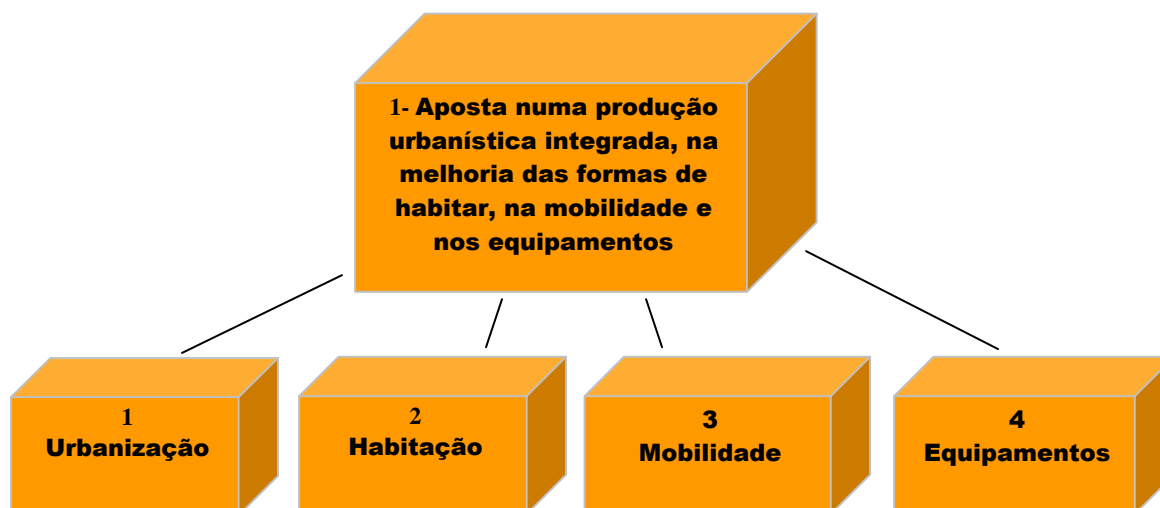 1- Aposta numa produção
urbanística integrada, na
melhoria das formas de
habitar, na mobilidade e
nos equipamentos
1
Urbanização
2
Habitação
3
Mobilidade
4
Equipamentos